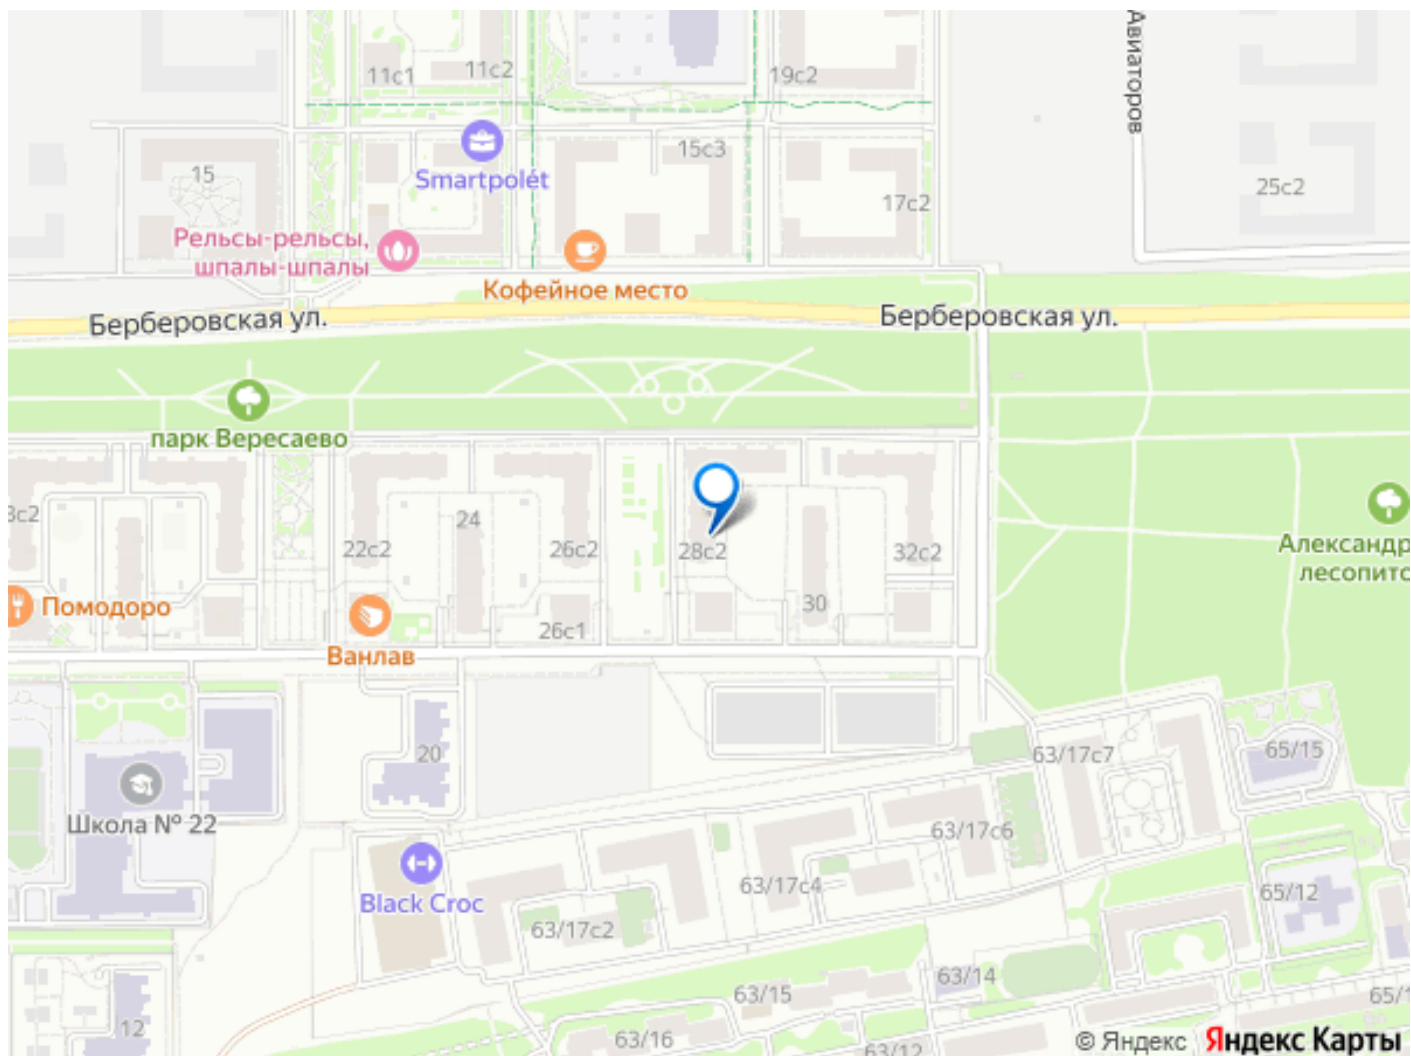 Авиаторов
11с1
11с2
19с2
15
15с3
Smartpolét
25с2
17с2
Рельсы-рельсы,
шпалы-шпалы
Кофейное место
Берберовская ул.
Берберовская ул.
парк Вересаево
3с2
22с2
24
26с2
28с2
32с2
Александр
лесопито
Помодоро
30
26с1
Ванлав
20
63/17с7
65/15
Школа № 22
63/17с6
63/17с4
65/12
Black Croc
63/17с2
63/14
63/15
65/1
12
63/16
63/12
© Яндекс Яндекс Карты